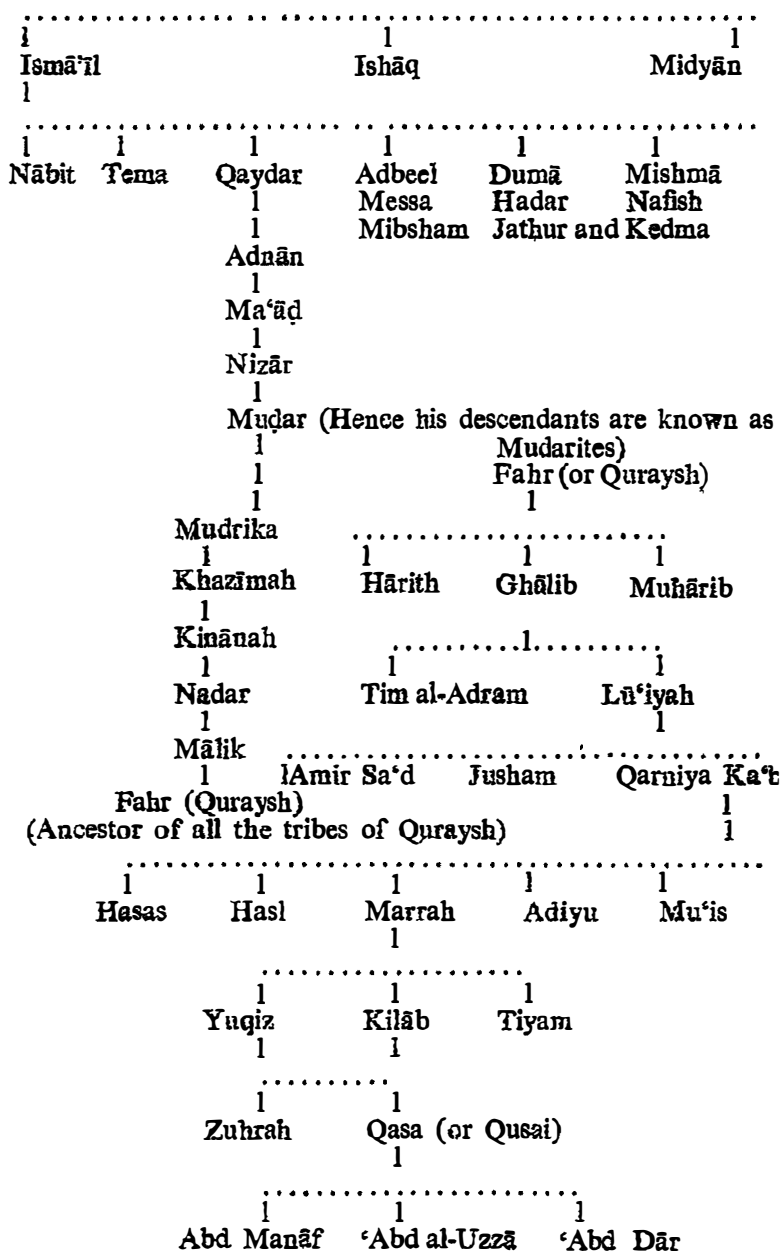 Ismā‘īl Ishāq Midyān
Nābit Tema Qaydar Adbeel Dumā Mishmā
Messa Hadar Nafish
Mibsham Jathur and Kedma
Adnān
Ma‘āḍ
Nizār
Muḍar (Hence his descendants are known as
Mudarites)
Fahr (or Quraysh)
Mudrika
Khazīmah Hārith Ghālib Muhārib
Kinānah
Nadar Tim al-Adram Lū‘iyah
Mālik
Amir Sa‘d Jusham Qarniya Ka‘b
Fahr (Quraysh)
(Ancestor of all the tribes of Quraysh)
Hasas Hasl Marrah Adiyu Mu‘is
Yuqiz Kilāb Tiyam
Zuhrah Qasa (or Qusai)
Abd Manāf ‘Abd al-Uzzā ‘Abd Dār